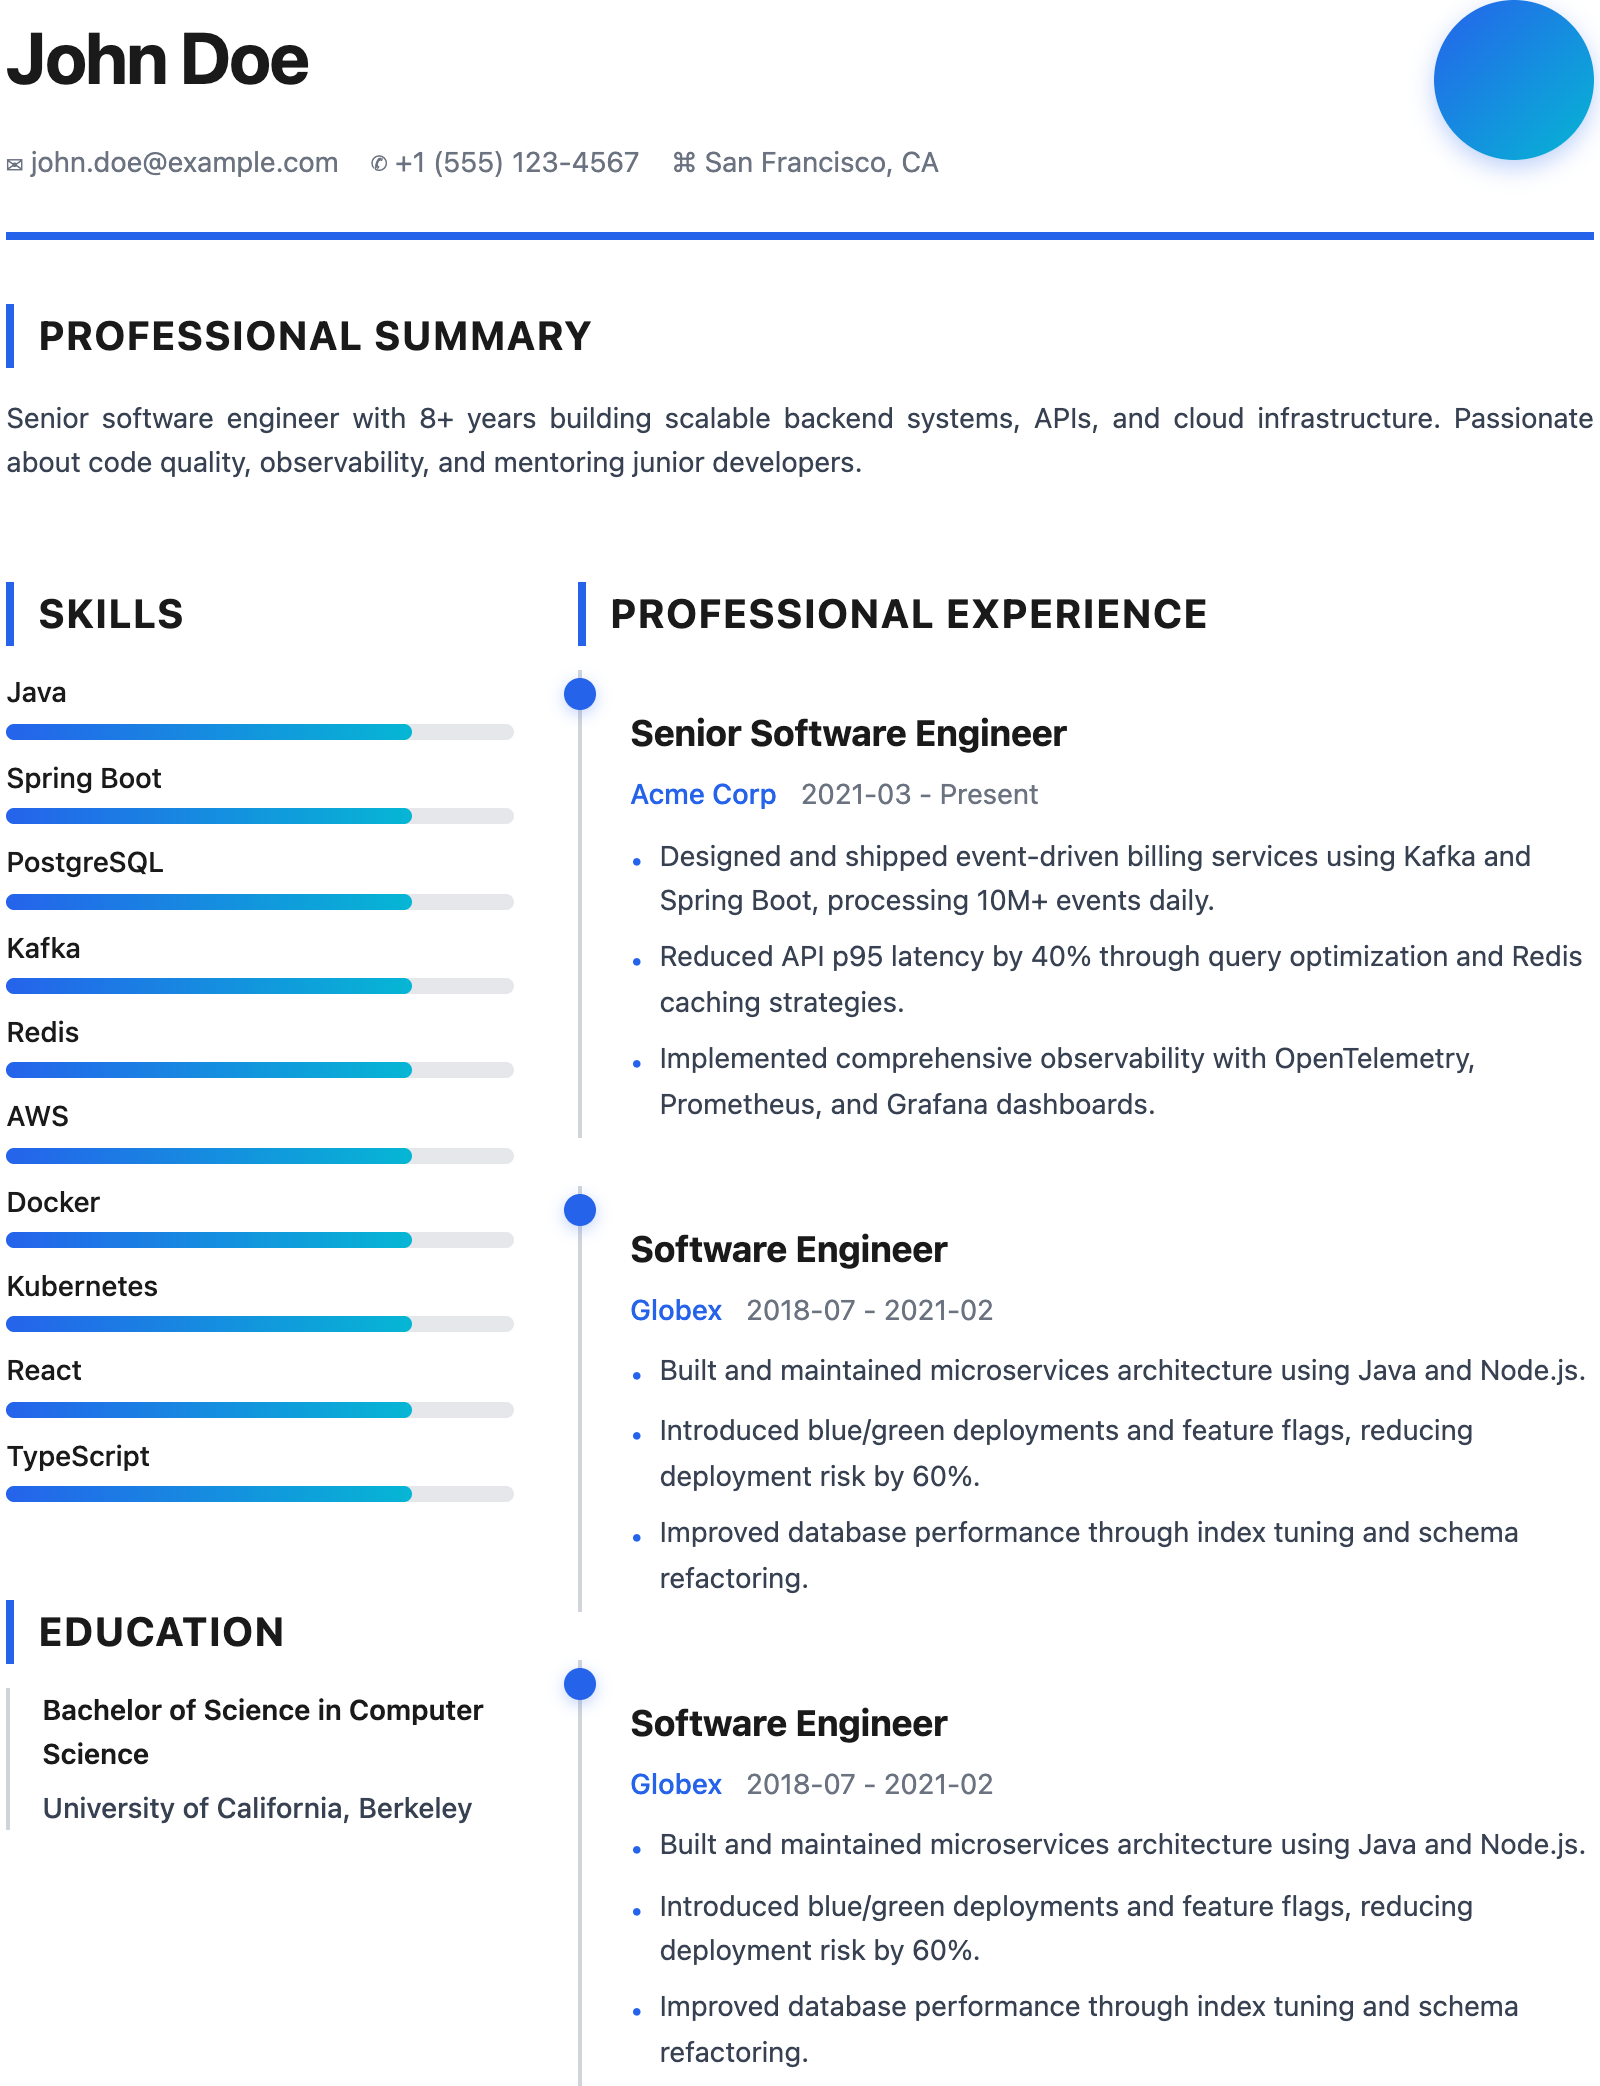 John Doe
✉ john.doe@example.com ✆ +1 (555) 123-4567 ⌘ San Francisco, CA
PROFESSIONAL SUMMARY
Senior software engineer with 8+ years building scalable backend systems, APIs, and cloud infrastructure. Passionate
about code quality, observability, and mentoring junior developers.
SKILLS
Java
Spring Boot
PostgreSQL
Kafka
Redis
AWS
Docker
Kubernetes
React
TypeScript
EDUCATION
Bachelor of Science in Computer
Science
University of California, Berkeley
PROFESSIONAL EXPERIENCE
Senior Software Engineer
Acme Corp 2021-03 - Present
• Designed and shipped event-driven billing services using Kafka and
Spring Boot, processing 10M+ events daily.
• Reduced API p95 latency by 40% through query optimization and Redis
caching strategies.
• Implemented comprehensive observability with OpenTelemetry,
Prometheus, and Grafana dashboards.
Software Engineer
Globex 2018-07 - 2021-02
• Built and maintained microservices architecture using Java and Node.js.
• Introduced blue/green deployments and feature flags, reducing
deployment risk by 60%.
• Improved database performance through index tuning and schema
refactoring.
Software Engineer
Globex 2018-07 - 2021-02
• Built and maintained microservices architecture using Java and Node.js.
• Introduced blue/green deployments and feature flags, reducing
deployment risk by 60%.
• Improved database performance through index tuning and schema
refactoring.